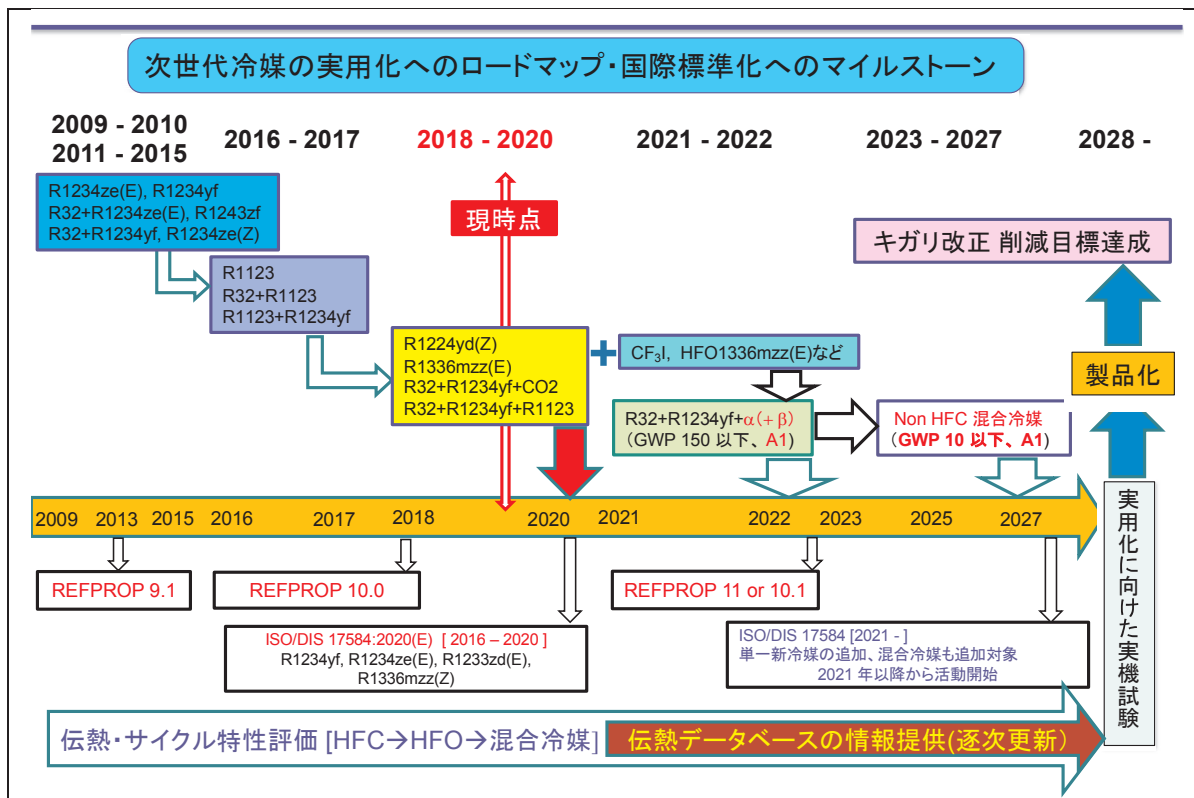 次世代冷媒の実用化へのロードマップ・国際標準化へのマイルストーン
2009 - 2010
2011 - 2015
2016 - 2017
2018 - 2020
2021 - 2022
2023 - 2027
2028 -
R1234ze(E), R1234yf
R32+R1234ze(E), R1243zf
R32+R1234yf, R1234ze(Z)
現時点
キガリ改正 削減目標達成
R1123
R32+R1123
R1123+R1234yf
R1224yd(Z)
R1336mzz(E)
R32+R1234yf+CO2
R32+R1234yf+R1123
+
CF₃I, HFO1336mzz(E)など
製品化
R32+R1234yf+α(+β)
(GWP 150 以下、A1)
Non HFC 混合冷媒
(GWP 10 以下、A1)
2009 2013 2015 2016 2017 2018 2020 2021 2022 2023 2025 2027
実用化に向けた実機試験
REFPROP 9.1
REFPROP 10.0
REFPROP 11 or 10.1
ISO/DIS 17584:2020(E) [ 2016 – 2020 ]
R1234yf, R1234ze(E), R1233zd(E),
R1336mzz(Z)
ISO/DIS 17584 [2021 - ]
単一新冷媒の追加、混合冷媒も追加対象
2021 年以降から活動開始
伝熱・サイクル特性評価 [HFC→HFO→混合冷媒]
伝熱データベースの情報提供(逐次更新)